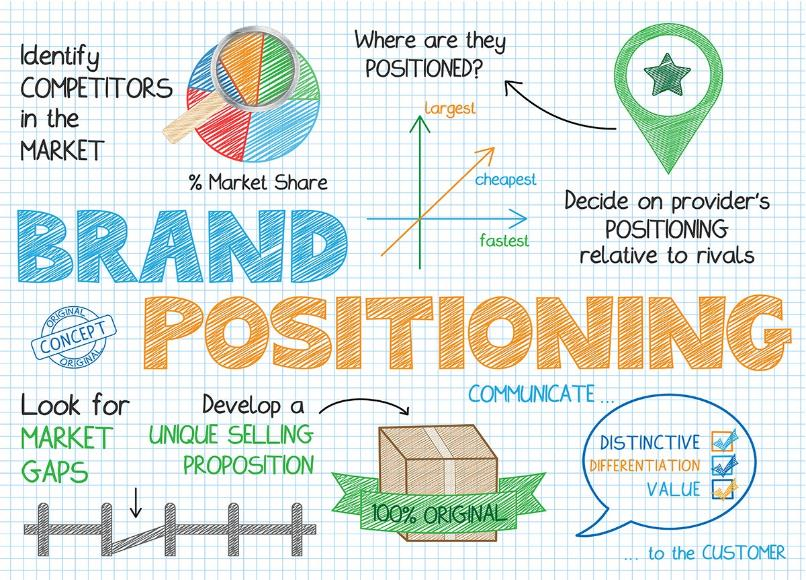 Identify
COMPETITORS
in the
MARKET
% Market Share
Where are they
POSITIONED?
largest
cheapest
fastest
Decide on provider's
POSITIONING
relative to rivals
BRAND
POSITIONING
ORIGINAL
CONCEPT
ORIGINAL
Look for
MARKET
GAPS
Develop a
UNIQUE SELLING
PROPOSITION
100% ORIGINAL
COMMUNICATE ...
DISTINCTIVE
DIFFERENTIATION
VALUE
... to the CUSTOMER